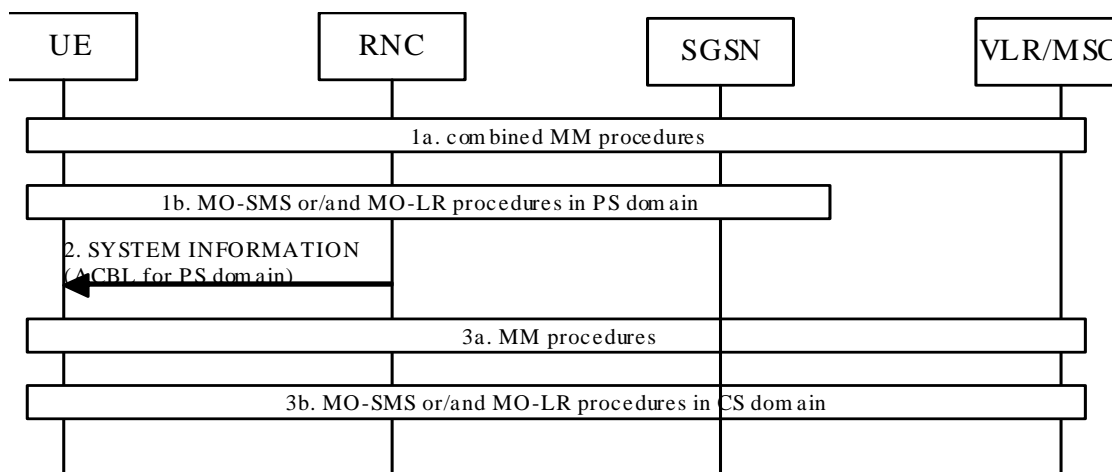 UE
RNC
SGSN
VLR/MSC
1a. combined MM procedures
1b. MO-SMS or/and MO-LR procedures in PS domain
2. SYSTEM INFORMATION
(ACBL for PS domain)
3a. MM procedures
3b. MO-SMS or/and MO-LR procedures in CS domain